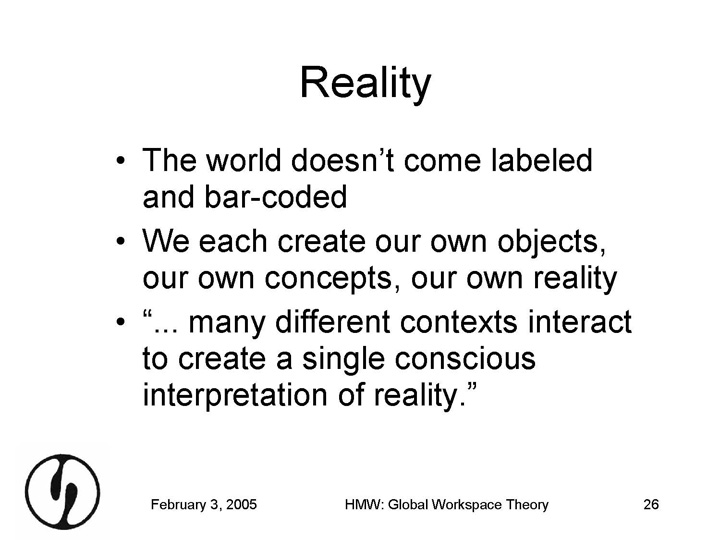 Reality
• The world doesn’t come labeled
and bar-coded
• We each create our own objects,
our own concepts, our own reality
• “... many different contexts interact
to create a single conscious
interpretation of reality.”
February 3, 2005 HMW: Global Workspace Theory 26